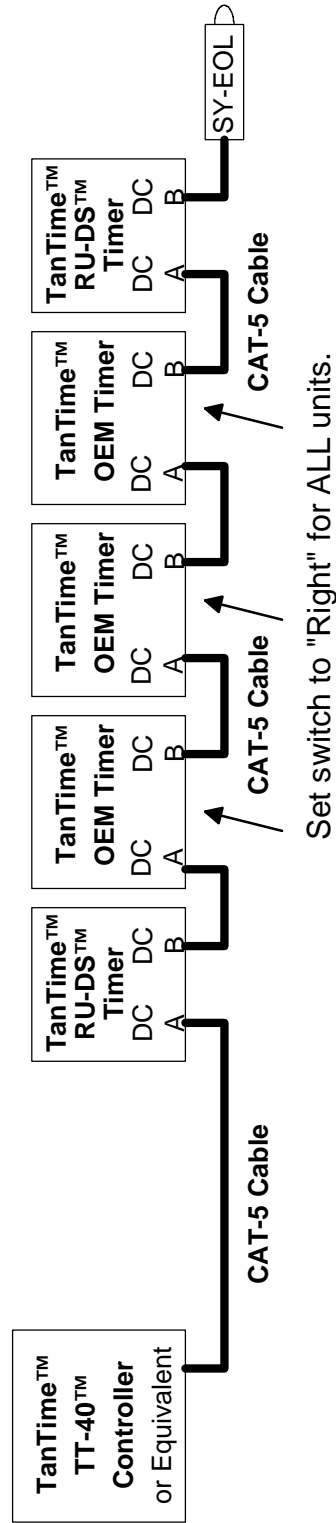 TanTime™
TT-40™
Controller
or Equivalent
CAT-5 Cable
TanTime™
RU-DS™
Timer
DC DC
A B
TanTime™
OEM Timer
DC DC
A B
CAT-5 Cable
TanTime™
OEM Timer
DC DC
A B
TanTime™
OEM Timer
DC DC
A B
CAT-5 Cable
TanTime™
RU-DS™
Timer
DC DC
A B
SY-EOL
Set switch to "Right" for ALL units.